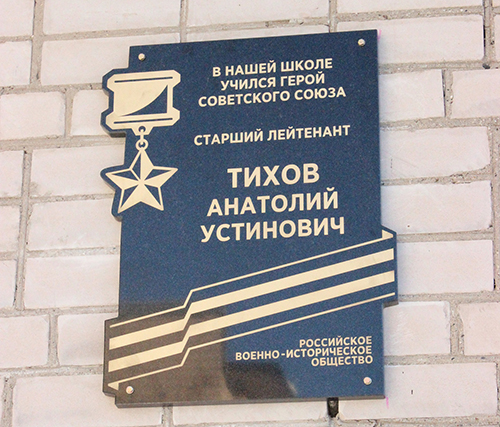 В НАШЕЙ ШКОЛЕ
УЧИЛСЯ ГЕРОЙ
СОВЕТСКОГО СОЮЗА
СТАРШИЙ ЛЕЙТЕНАНТ
ТИХОВ
АНАТОЛИЙ
УСТИНОВИЧ
РОССИЙСКОЕ
ВОЕННО-ИСТОРИЧЕСКОЕ
ОБЩЕСТВО